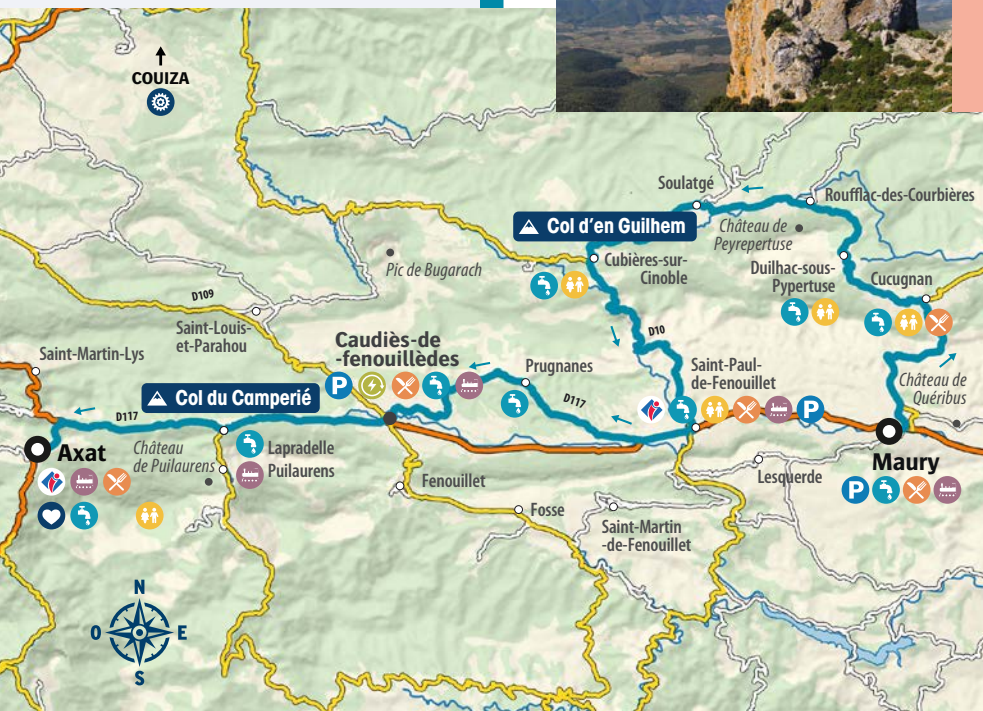 COUIZA
Soulatgé
Roufflac-des-Courbières
Col d'en Guilhem
Château de
Peyrepertuse
Cubières-sur-
Cinoble
Pic de Bugarach
Duilhac-sous-
Pypertuse
Cucugnan
D109
Saint-Louis-
et-Parahou
D10
Saint-Martin-Lys
Caudiès-de
-fenouillèdes
P
Prugnanes
Saint-Paul-
de-Fenouillet
P
Château de
Quéribus
Col du Camperié
D117
D117
Axat
Château
de Puilaurens
Lapradelle
Puilaurens
Fenouillet
Lesquerde
Maury
P
Fosse
Saint-Martin
-de-Fenouillet
N
O
E
S